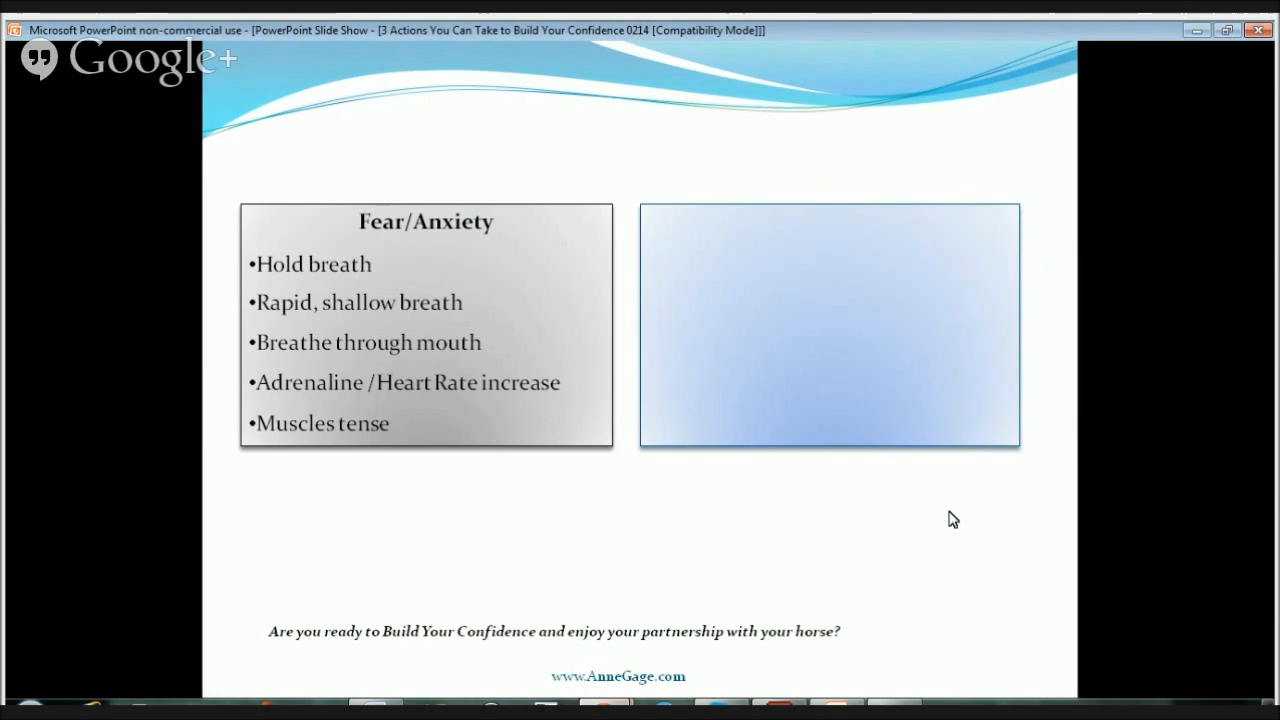 Microsoft PowerPoint non-commercial use - [PowerPoint Slide Show - [3 Actions You Can Take to Build Your Confidence 0214 [Compatibility Mode]]]
Google+
Fear/Anxiety
•Hold breath
•Rapid, shallow breath
•Breathe through mouth
•Adrenaline /Heart Rate increase
•Muscles tense
Are you ready to Build Your Confidence and enjoy your partnership with your horse?
www.AnneGage.com